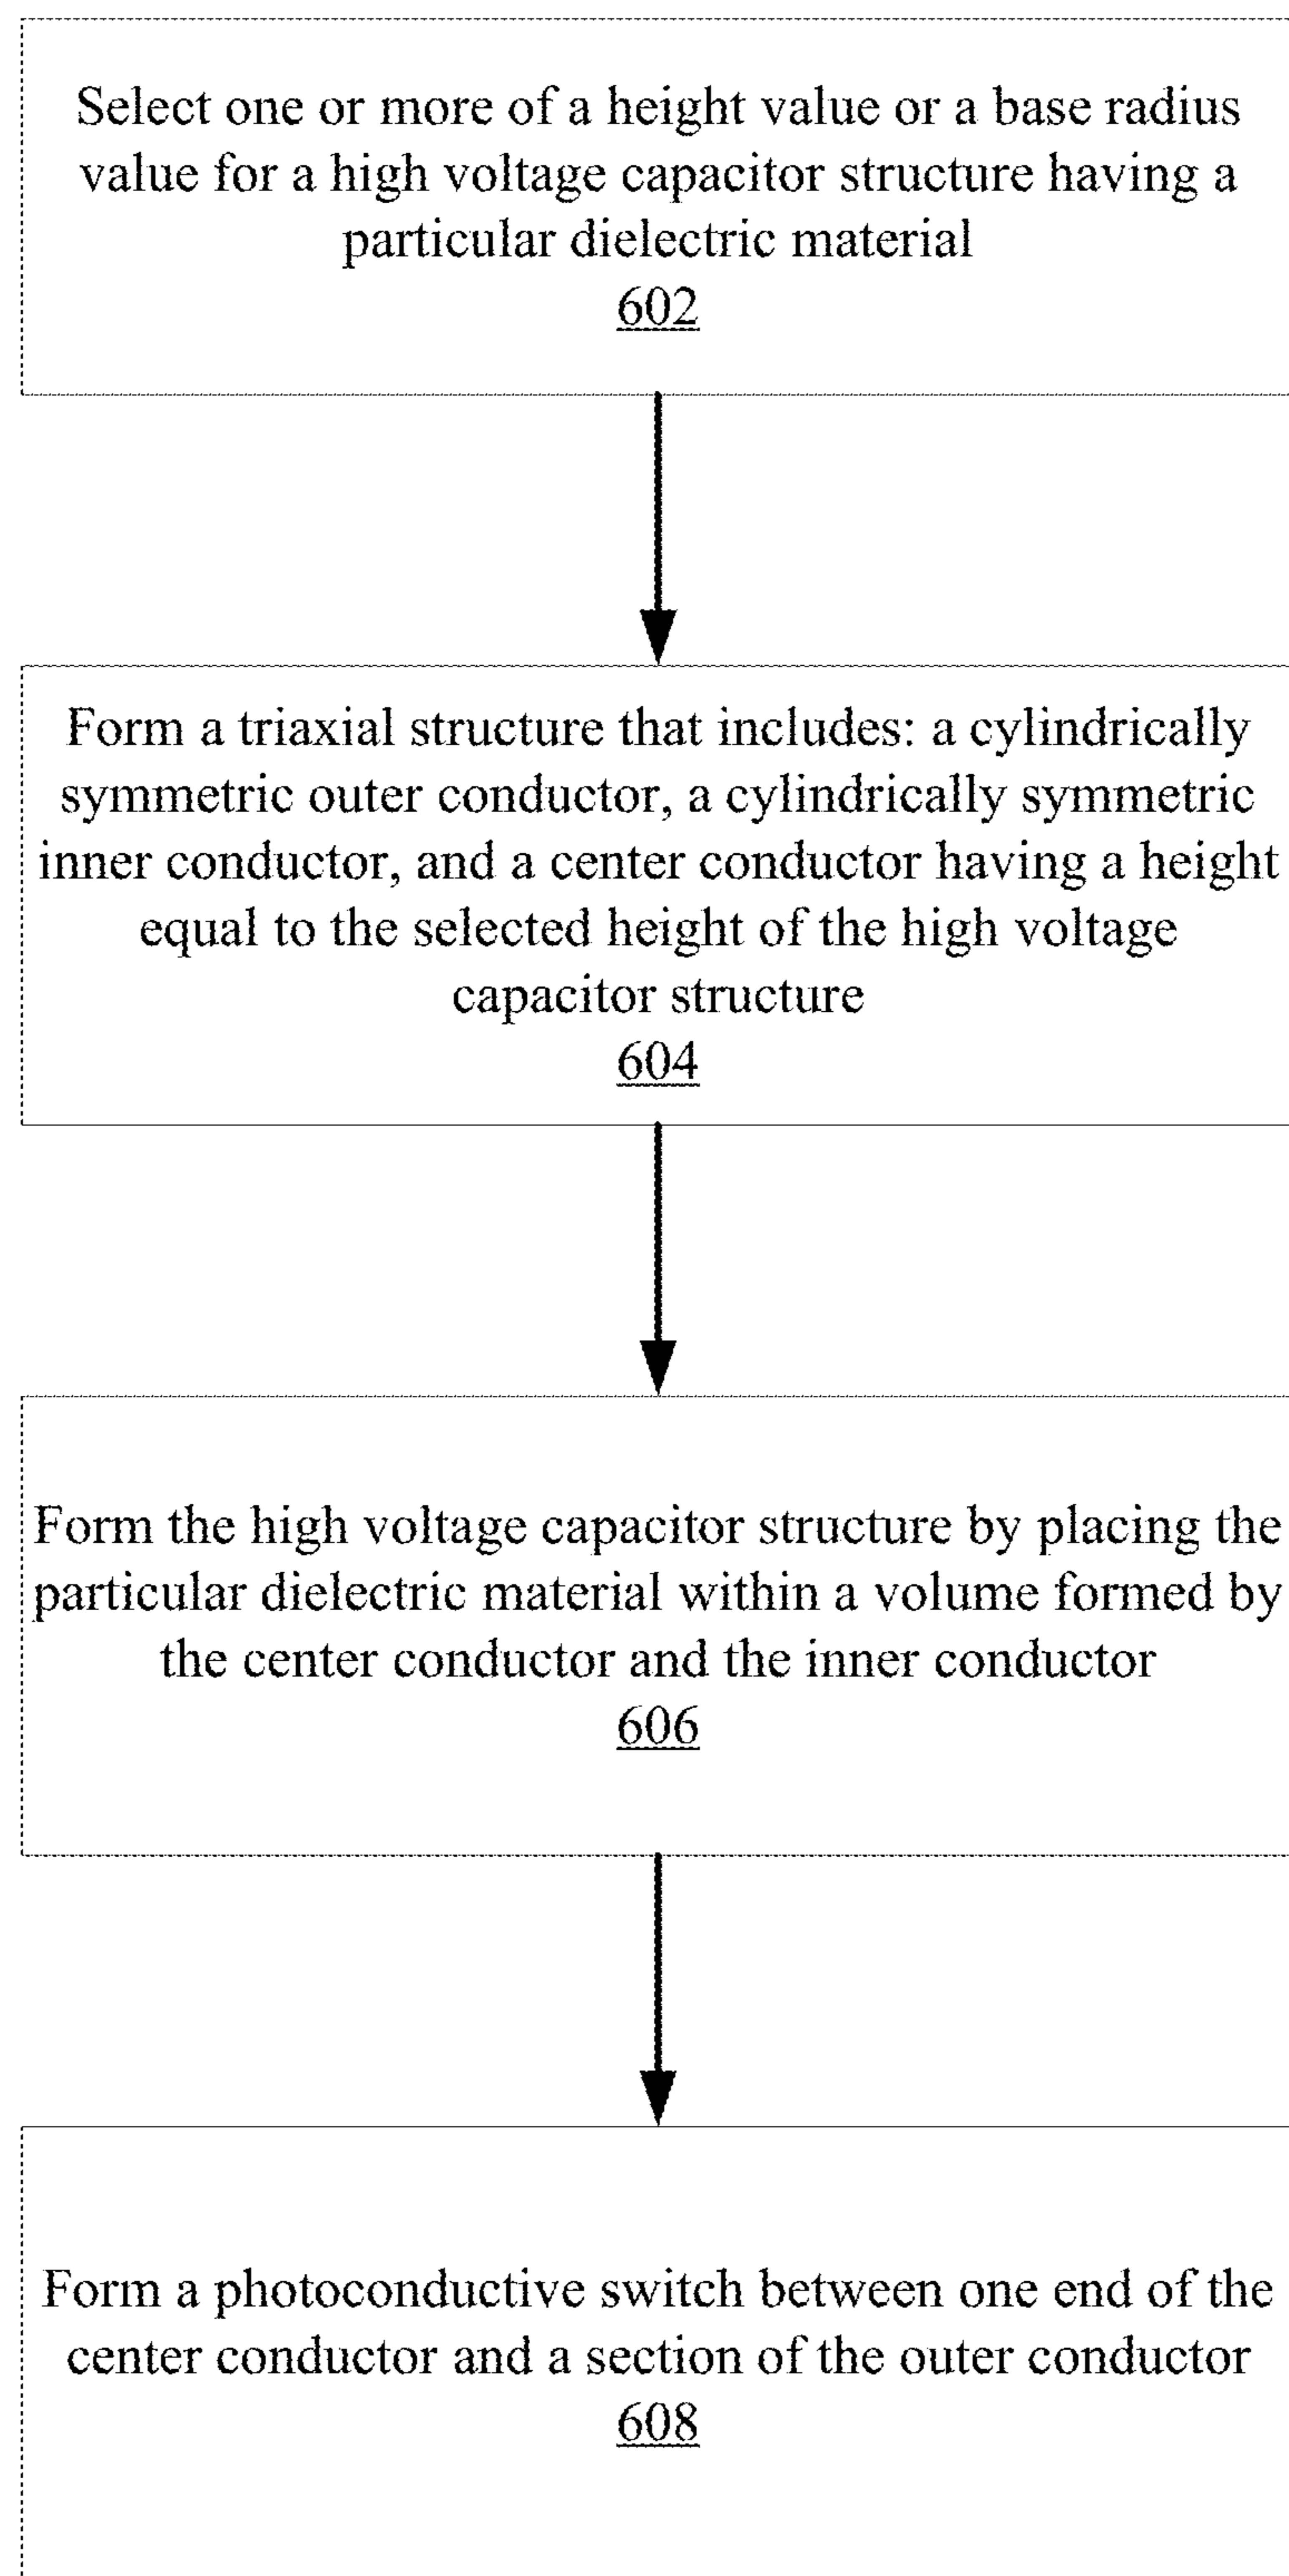 Select one or more of a height value or a base radius
value for a high voltage capacitor structure having a
particular dielectric material
602
Form a triaxial structure that includes: a cylindrically
symmetric outer conductor, a cylindrically symmetric
inner conductor, and a center conductor having a height
equal to the selected height of the high voltage
capacitor structure
604
Form the high voltage capacitor structure by placing the
particular dielectric material within a volume formed by
the center conductor and the inner conductor
606
Form a photoconductive switch between one end of the
center conductor and a section of the outer conductor
608